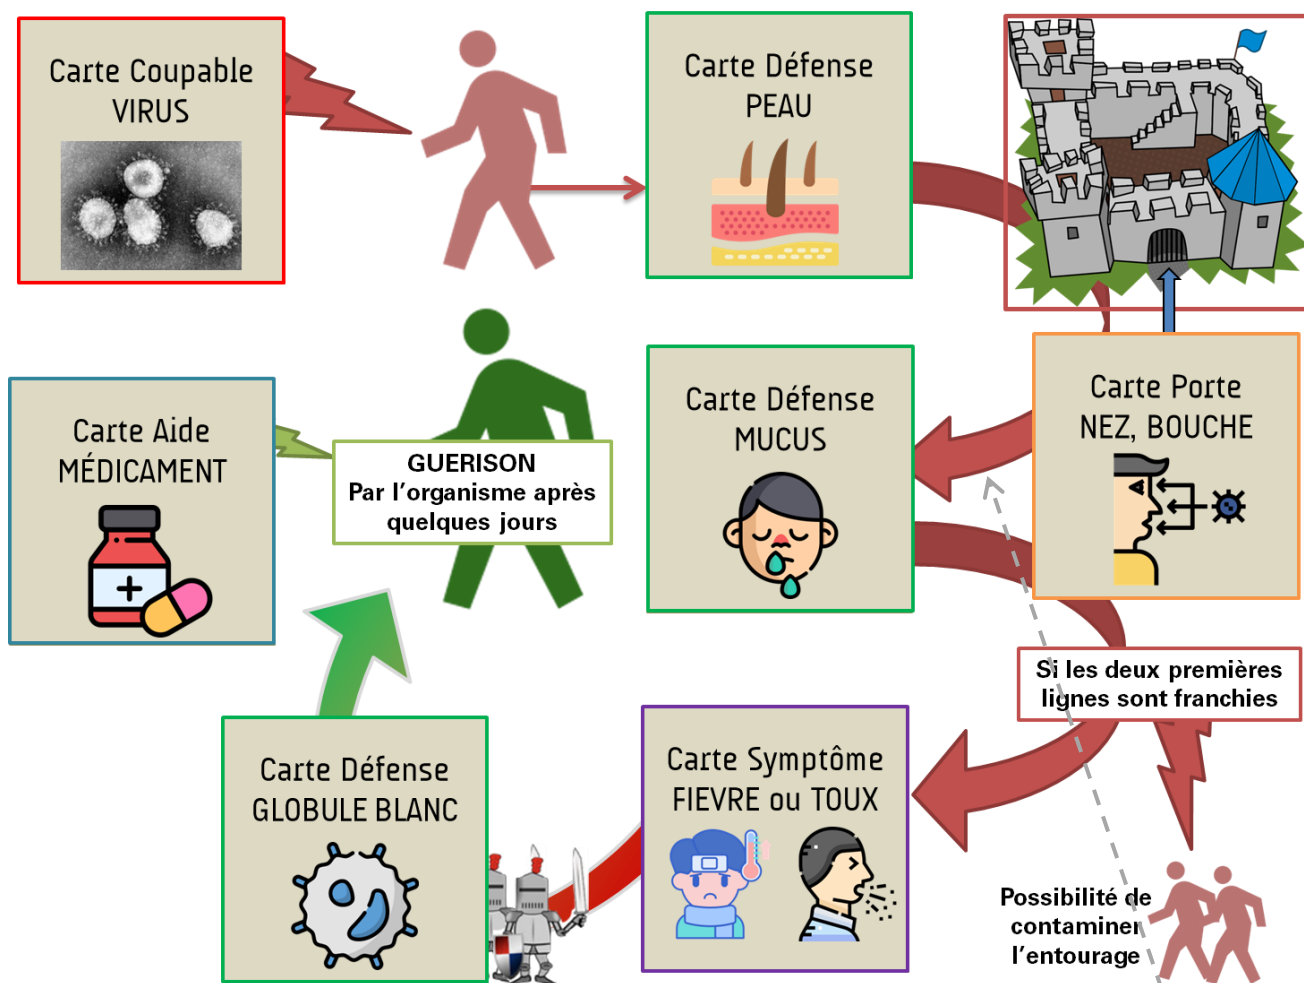 Carte Coupable
VIRUS
Carte Défense
PEAU
Carte Porte
NEZ, BOUCHE
Carte Défense
MUCUS
Si les deux premières
lignes sont franchies
Possibilité de
contaminer
l'entourage
Carte Symptôme
FIEVRE ou TOUX
Carte Défense
GLOBULE BLANC
GUERISON
Par l'organisme après
quelques jours
Carte Aide
MÉDICAMENT